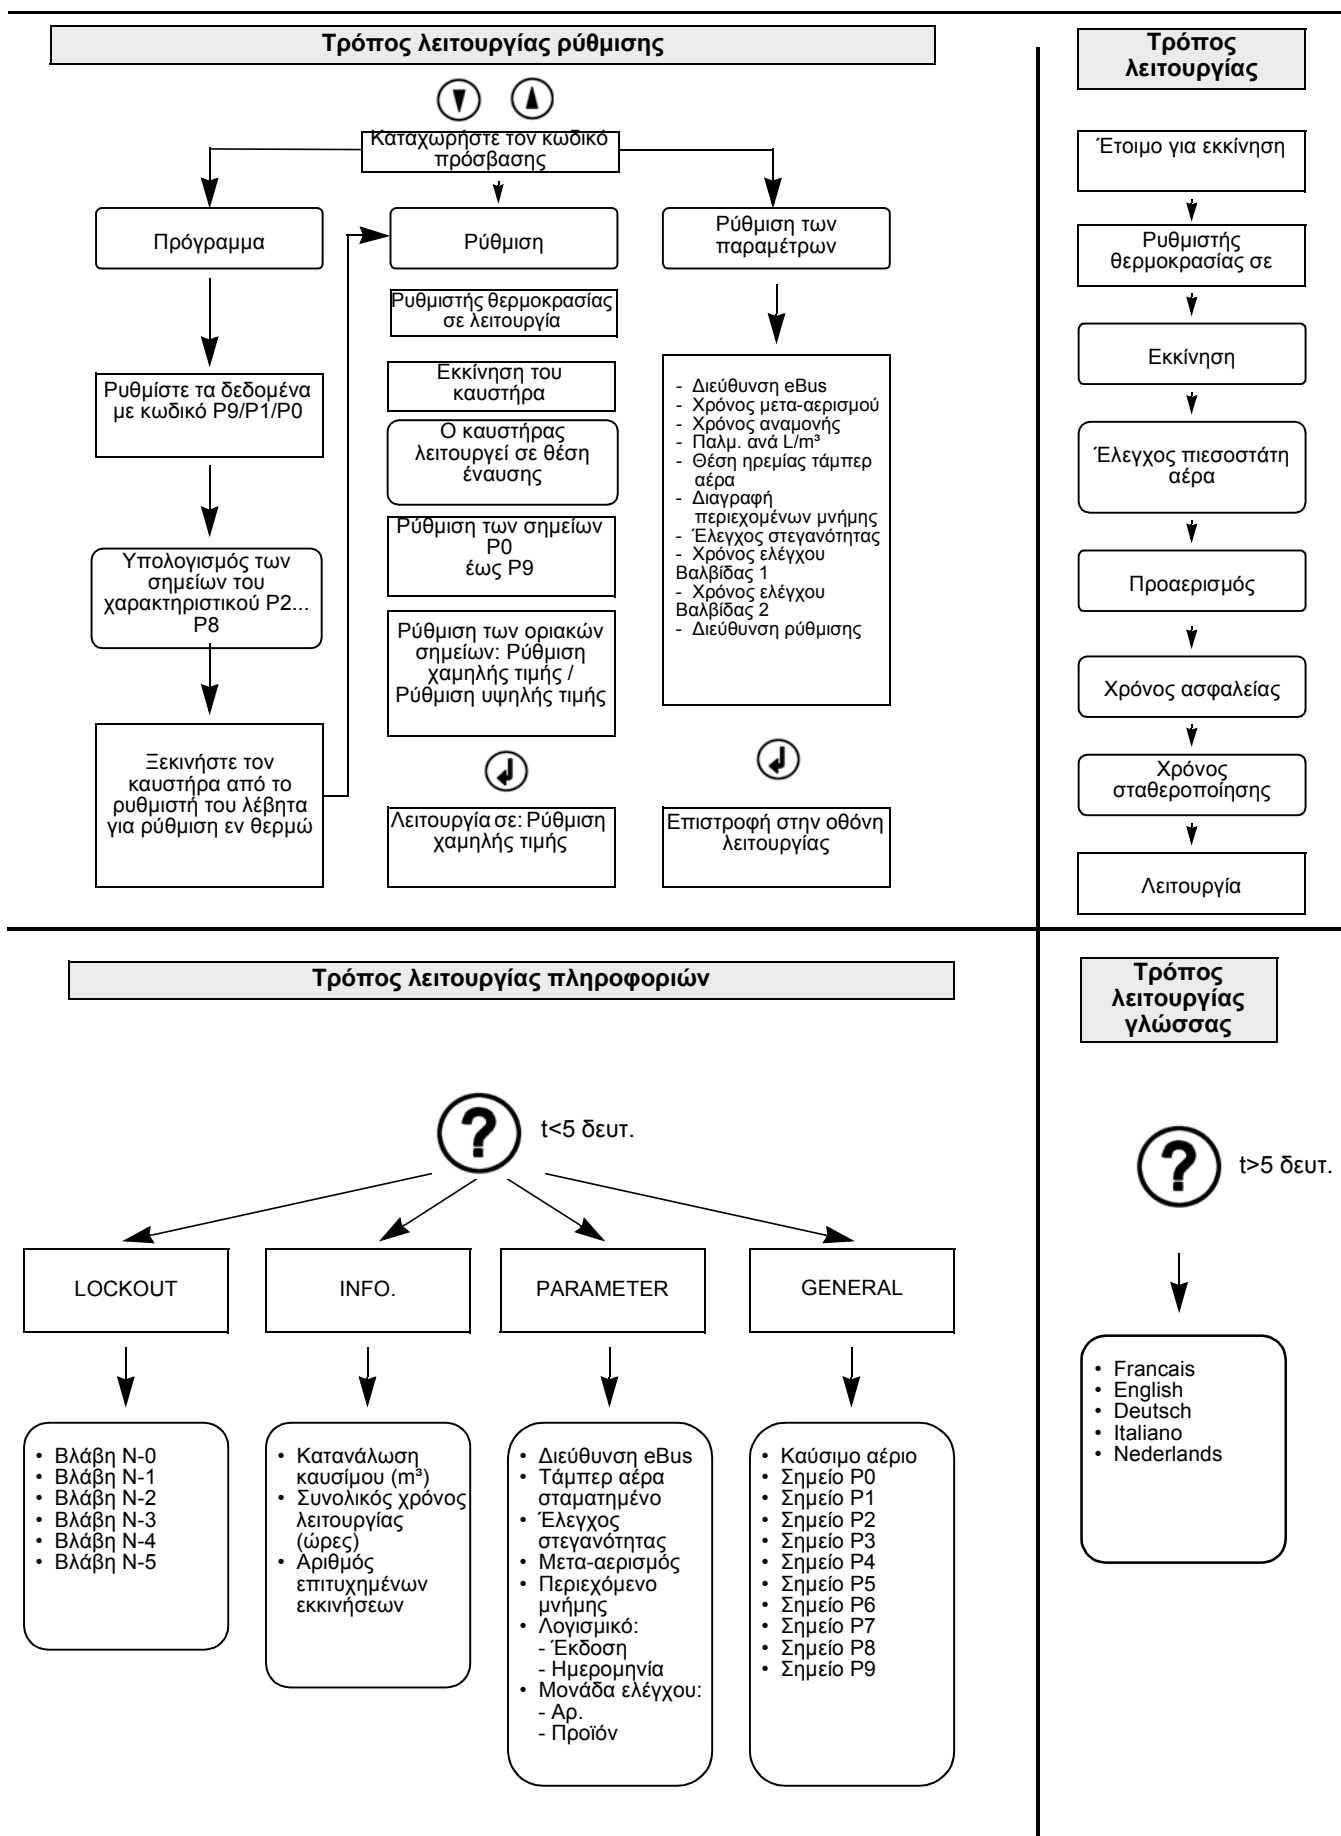 Τρόπος λειτουργίας ρύθμισης
Καταχωρήστε τον κωδικό
πρόσβασης
Πρόγραμμα
Ρυθμίστε τα δεδομένα
με κωδικό P9/P1/P0
Υπολογισμός των
σημείων του
χαρακτηριστικού P2...
P8
Ξεκινήστε τον
καυστήρα από το
ρυθμιστή του λέβητα
για ρύθμιση εν θερμώ
Ρύθμιση
Ρυθμιστής θερμοκρασίας
σε λειτουργία
Εκκίνηση του
καυστήρα
Ο καυστήρας
λειτουργεί σε θέση
έναυσης
Ρύθμιση των σημείων
P0
έως P9
Ρύθμιση των οριακών
σημείων: Ρύθμιση
χαμηλής τιμής /
Ρύθμιση υψηλής τιμής
Λειτουργία σε: Ρύθμιση
χαμηλής τιμής
Ρύθμιση των
παραμέτρων
- Διεύθυνση eBus
- Χρόνος μετα-αερισμού
- Χρόνος αναμονής
- Παλμ. ανά L/m³
- Θέση ηρεμίας τάμπερ
αέρα
- Διαγραφή
περιεχομένων μνήμης
- Έλεγχος στεγανότητας
- Χρόνος ελέγχου
Βαλβίδας 1
- Χρόνος ελέγχου
Βαλβίδας 2
- Διεύθυνση ρύθμισης
Επιστροφή στην οθόνη
λειτουργίας
Τρόπος
λειτουργίας
Έτοιμο για εκκίνηση
Ρυθμιστής
θερμοκρασίας σε
Εκκίνηση
Έλεγχος πιεσοστάτη
αέρα
Προαερισμός
Χρόνος ασφαλείας
Χρόνος
σταθεροποίησης
Λειτουργία
Τρόπος λειτουργίας πληροφοριών
?
t<5 δευτ.
LOCKOUT
• Βλάβη N-0
• Βλάβη N-1
• Βλάβη N-2
• Βλάβη N-3
• Βλάβη N-4
• Βλάβη N-5
INFO.
• Κατανάλωση
καυσίμου (m³)
• Συνολικός χρόνος
λειτουργίας
(ώρες)
• Αριθμός
επιτυχημένων
εκκινήσεων
PARAMETER
• Διεύθυνση eBus
• Τάμπερ αέρα
σταματημένο
• Έλεγχος
στεγανότητας
• Μετα-αερισμός
• Περιεχόμενο
μνήμης
• Λογισμικό:
- Έκδοση
- Ημερομηνία
• Μονάδα ελέγχου:
- Αρ.
- Προϊόν
GENERAL
• Καύσιμο αέριο
• Σημείο P0
• Σημείο P1
• Σημείο P2
• Σημείο P3
• Σημείο P4
• Σημείο P5
• Σημείο P6
• Σημείο P7
• Σημείο P8
• Σημείο P9
Τρόπος
λειτουργίας
γλώσσας
?
t>5 δευτ.
• Francais
• English
• Deutsch
• Italiano
• Nederlands